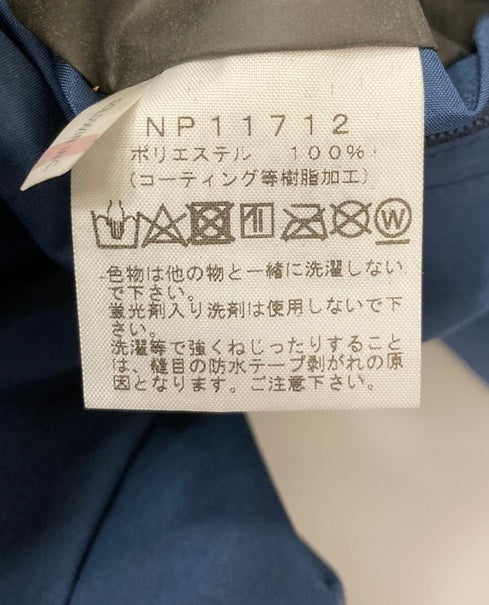 NP11712
ポリエステル 100%
(コーティング等樹脂加工)
W
色物は他の物と一緒に洗濯しない
で下さい。
蛍光剤入り洗剤は使用しないで下
さい。
洗濯等で強くねじったりすること
は、縫目の防水テープ剥がれの原
因となります。ご注意下さい。